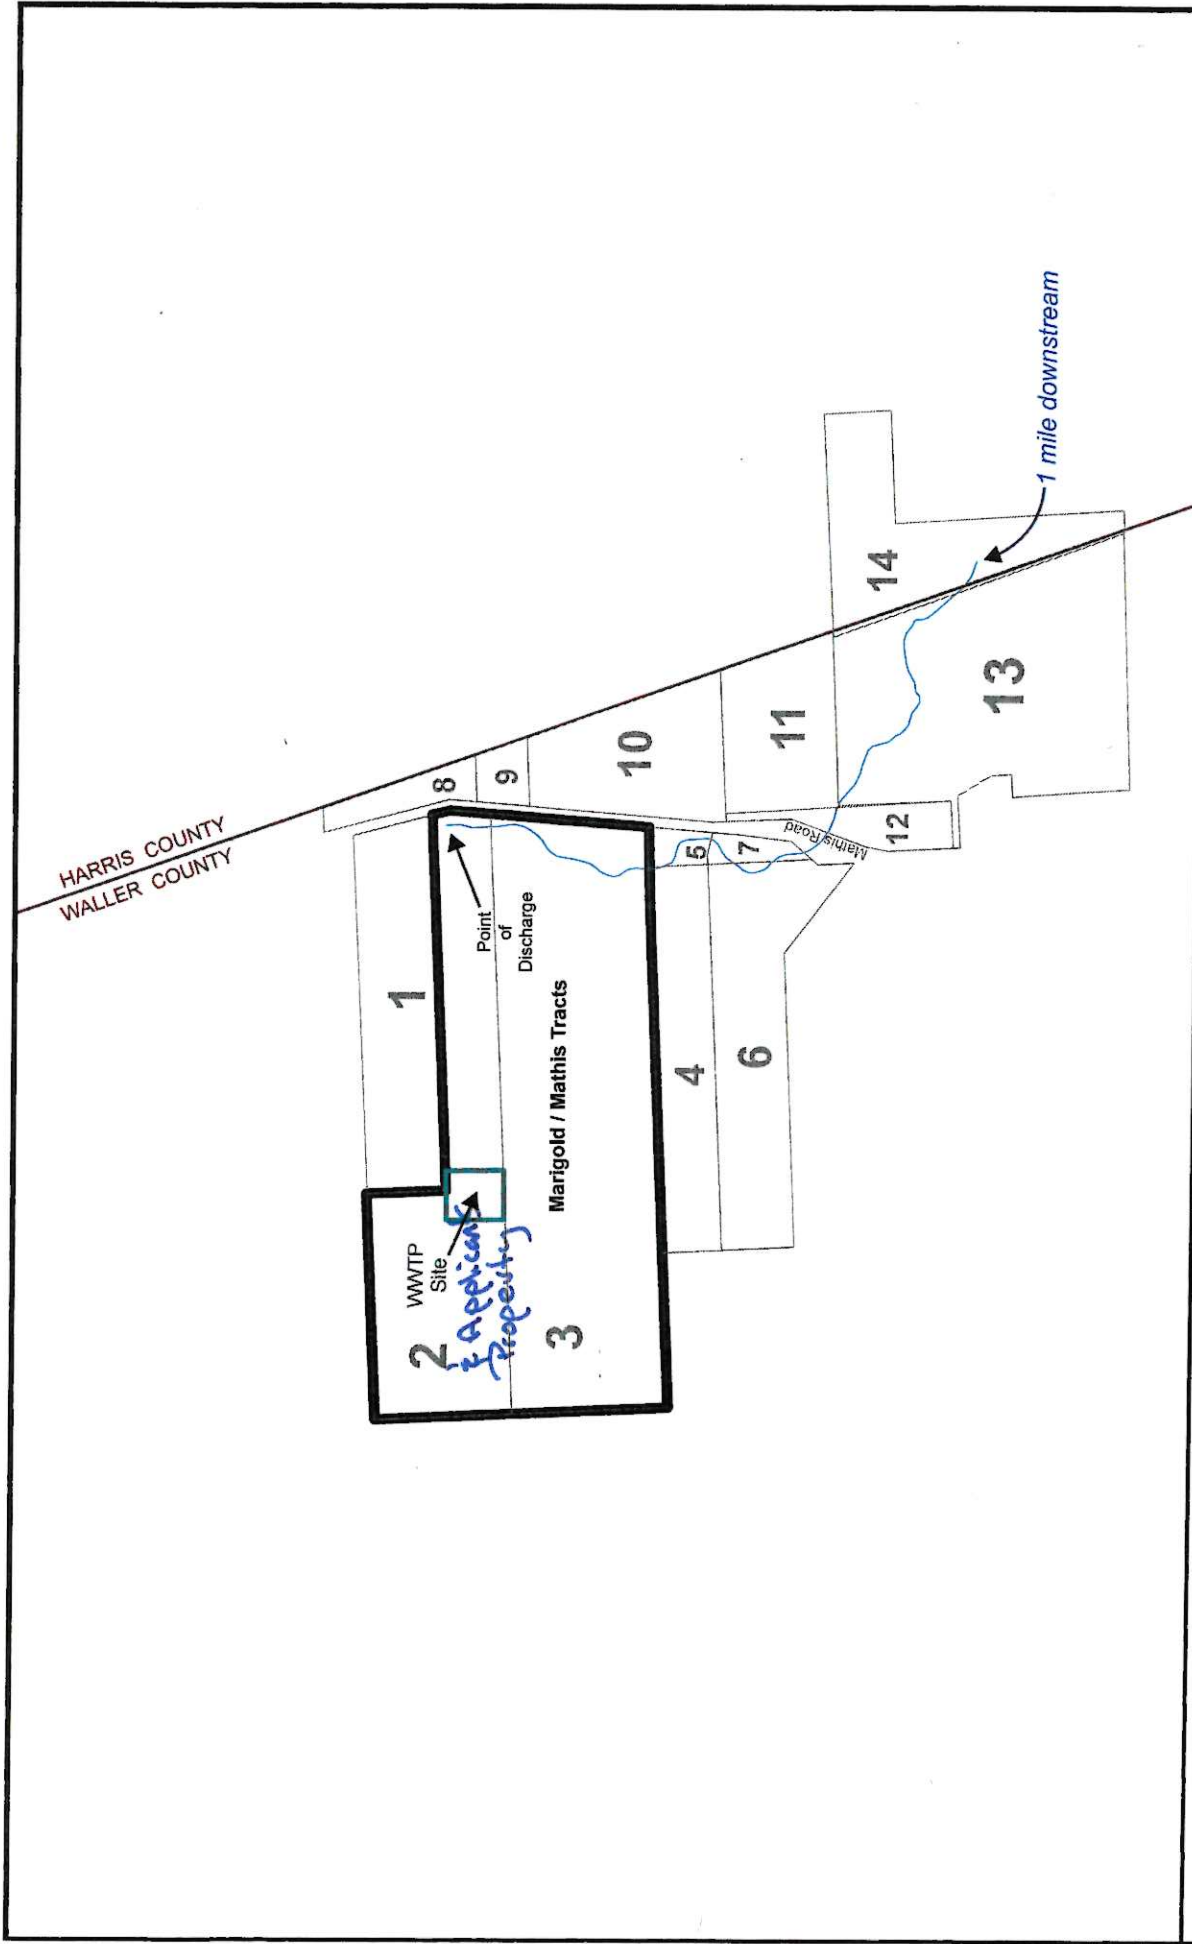 HARRIS COUNTY
WALLER COUNTY
1
2
WWTP
Site
& Applicant
Property
Point
of
Discharge
8
9
Marigold / Mathis Tracts
3
10
4
5
6
7
11
Mathis Road
12
13
14
1 mile downstream